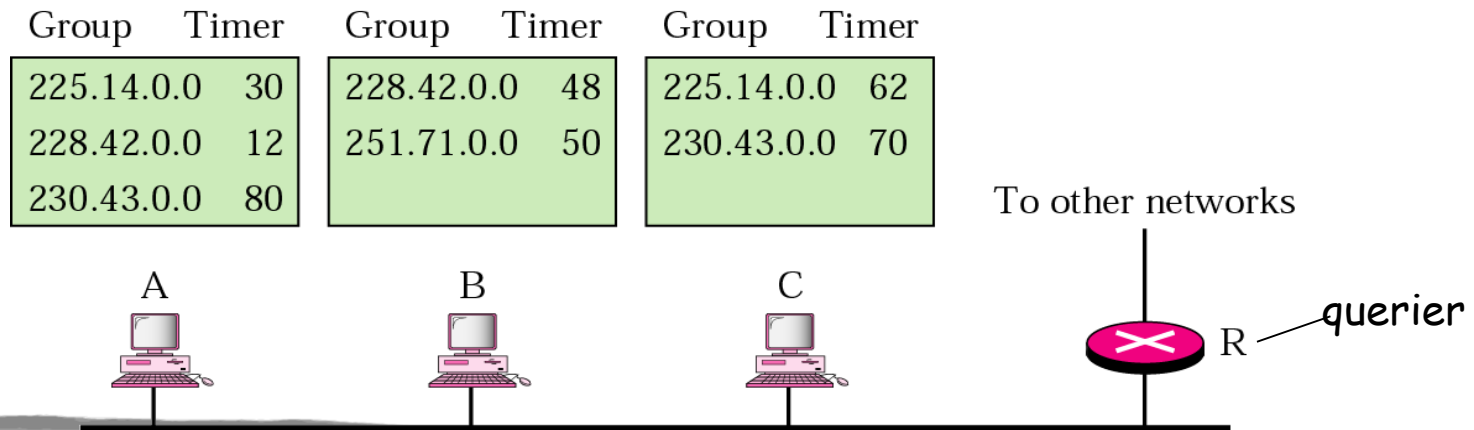 Group Timer Group Timer Group Timer
225.14.0.0 30 228.42.0.0 48 225.14.0.0 62
228.42.0.0 12 251.71.0.0 50 230.43.0.0 70
230.43.0.0 80
To other networks
A B C
R querier